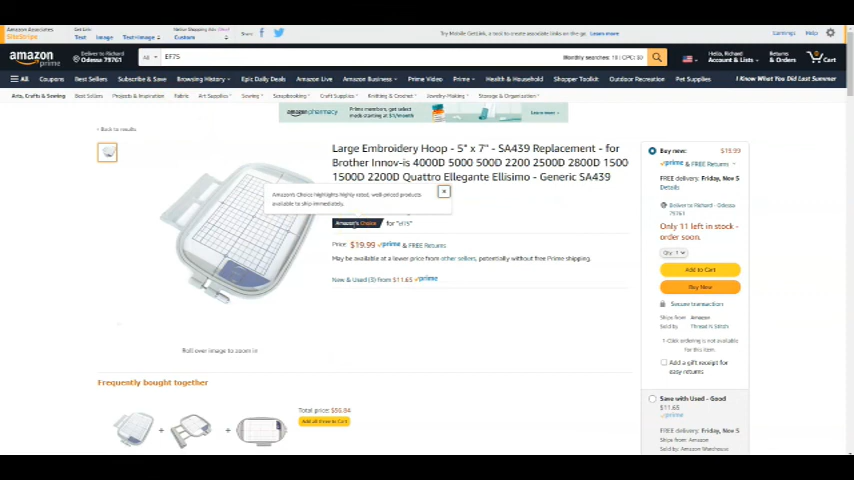 Amazon Associates
SiteStripe
Get Link:
Text
Image
Text+Image
Native Shopping Ads
Custom
Share:
Try Mobile GetLink, a tool to create associate links on the go. Learn more
Earnings
Help
amazon
prime
Deliver to Richard
Odessa 79761
All
EF75
Monthly searches: 10 | CPC: $0
Hello, Richard
Account & Lists
Returns
& Orders
0
Cart
All
Coupons
Best Sellers
Subscribe & Save
Browsing History
Epic Daily Deals
Amazon Live
Amazon Business
Prime Video
Prime
Health & Household
Shopper Toolkit
Outdoor Recreation
Pet Supplies
I Know What You Did Last Summer
Arts, Crafts & Sewing
Best Sellers
Projects & Inspiration
Fabric
Art Supplies
Sewing
Scrapbooking
Craft Supplies
Knitting & Crochet
Jewelry-Making
Storage & Organization
amazonpharmacy
Prime members, get select
meds starting at $1/month
Learn more
‹ Back to results
Large Embroidery Hoop - 5" x 7" - SA439 Replacement - for
Brother Innov-is 4000D 5000 500D 2200 2500D 2800D 1500
1500D 2200D Quattro Ellegante Ellisimo - Generic SA439
Amazon's Choice highlights highly rated, well-priced products
available to ship immediately.
Amazon's Choice
for "ef75"
Price: $19.99 prime & FREE Returns
May be available at a lower price from other sellers, potentially without free Prime shipping.
New & Used (5) from $11.65 prime
Roll over image to zoom in
Frequently bought together
Total price: $56.84
Add all three to Cart
+
+
Buy new:
$19.99
prime & FREE Returns
FREE delivery: Friday, Nov 5
Details
Deliver to Richard - Odessa
79761
Only 11 left in stock -
order soon.
Qty: 1
Add to Cart
Buy Now
Secure transaction
Ships from
Amazon
Sold by
Thread N Stitch
1-Click ordering is not available
for this item.
Add a gift receipt for
easy returns
Save with Used - Good
$11.65
prime
FREE delivery: Friday, Nov 5
Ships from: Amazon
Sold by: Amazon Warehouse